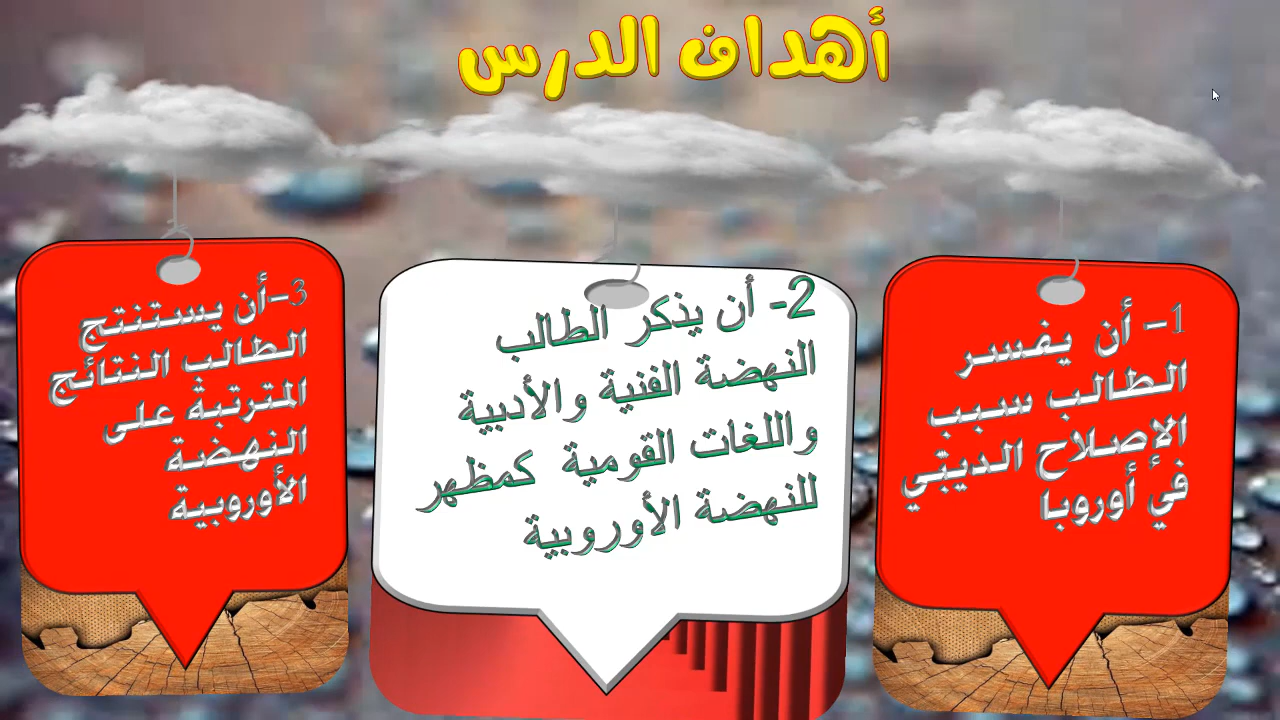 أهداف الدرس
1- أن يفسر
الطالب سبب
الإصلاح الديني
في أوروبا
2- أن يذكر الطالب
النهضة الفنية والأدبية
واللغات القومية كمظهر
للنهضة الأوروبية
3-أن يستنتج
الطالب النتائج
المترتبة على
النهضة
الأوروبية